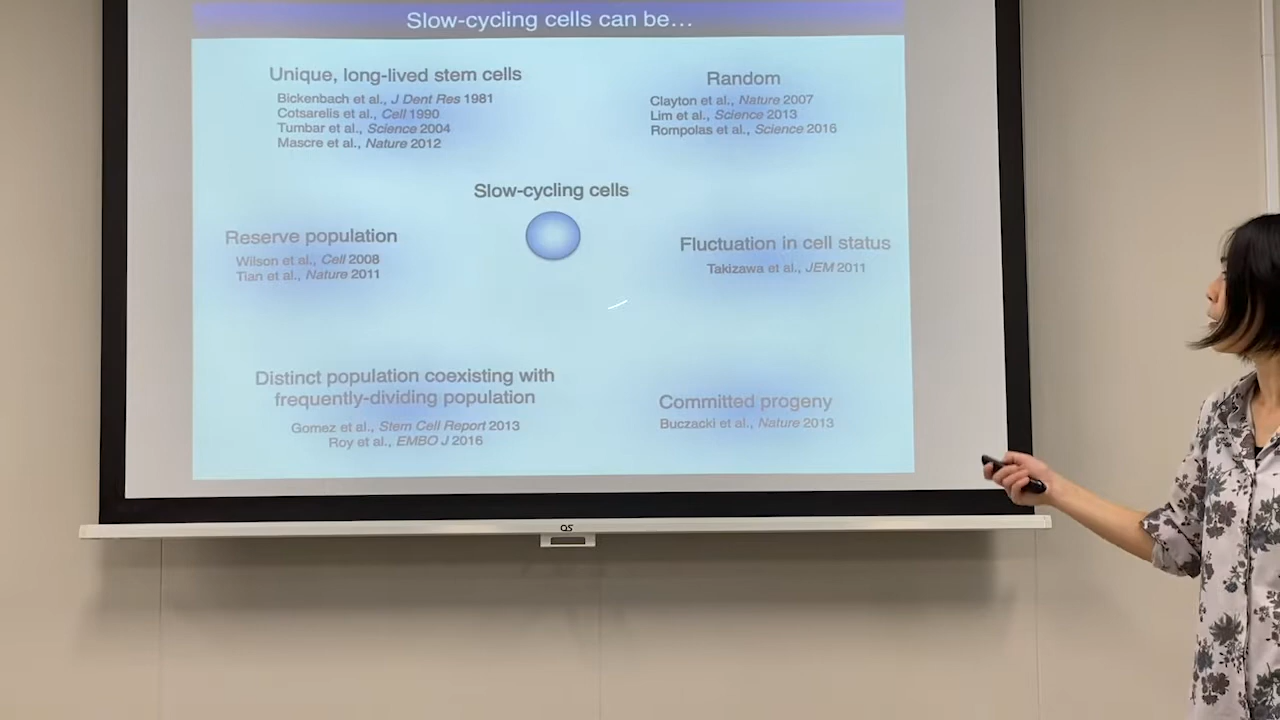 Slow-cycling cells can be…
Unique, long-lived stem cells
Bickenbach et al., J Dent Res 1981
Cotsarelis et al., Cell 1990
Tumbar et al., Science 2004
Mascre et al., Nature 2012
Random
Clayton et al., Nature 2007
Lim et al., Science 2013
Rompolas et al., Science 2016
Slow-cycling cells
Reserve population
Wilson et al., Cell 2008
Tian et al., Nature 2011
Fluctuation in cell status
Takizawa et al., JEM 2011
Distinct population coexisting with
frequently-dividing population
Gomez et al., Stem Cell Report 2013
Roy et al., EMBO J 2016
Committed progeny
Buczacki et al., Nature 2013
OS